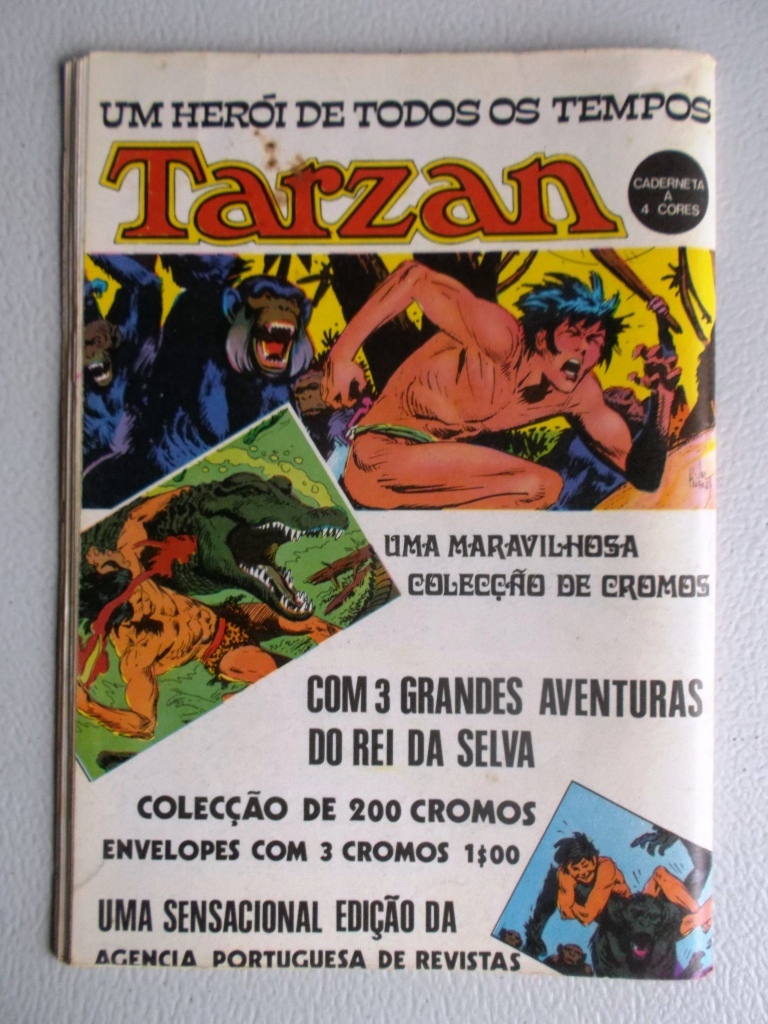 UM HERÓI DE TODOS OS TEMPOS
Tarzan
CADERNETA
A
4 CORES
UMA MARAVILHOSA
COLECÇÃO DE CROMOS
COM 3 GRANDES AVENTURAS
DO REI DA SELVA
COLECÇÃO DE 200 CROMOS
ENVELOPES COM 3 CROMOS 1$00
UMA SENSACIONAL EDIÇÃO DA
AGENCIA PORTUGUESA DE REVISTAS